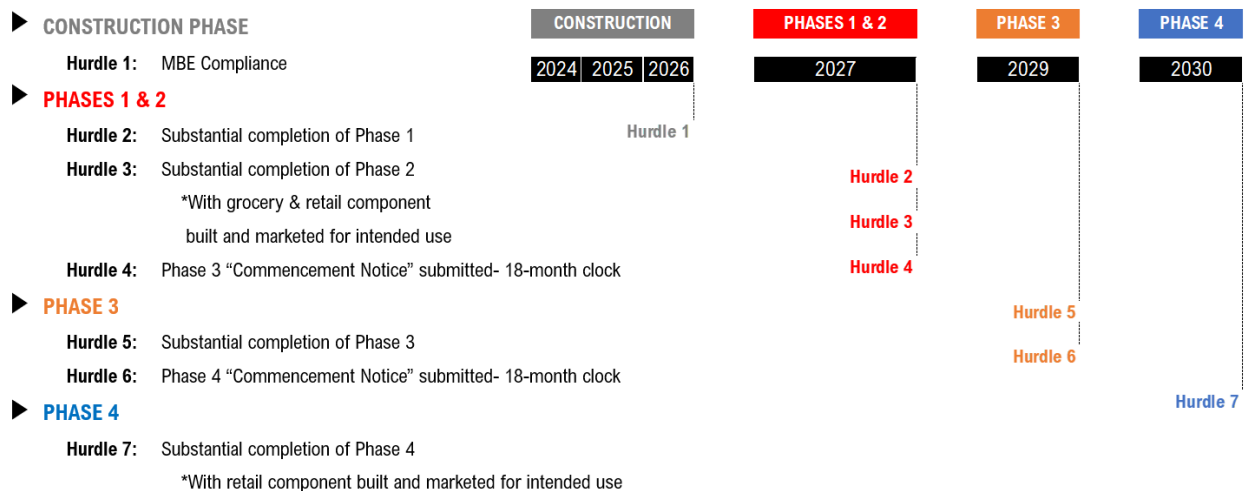 CONSTRUCTION PHASE
Hurdle 1: MBE Compliance
PHASES 1 & 2
Hurdle 2: Substantial completion of Phase 1
Hurdle 3: Substantial completion of Phase 2
*With grocery & retail component
built and marketed for intended use
Hurdle 4: Phase 3 “Commencement Notice” submitted- 18-month clock
PHASE 3
Hurdle 5: Substantial completion of Phase 3
Hurdle 6: Phase 4 “Commencement Notice” submitted- 18-month clock
PHASE 4
Hurdle 7: Substantial completion of Phase 4
*With retail component built and marketed for intended use
CONSTRUCTION PHASES 1 & 2 PHASE 3 PHASE 4
2024 2025 2026 2027 2029 2030
Hurdle 1
Hurdle 2
Hurdle 3
Hurdle 4
Hurdle 5
Hurdle 6
Hurdle 7